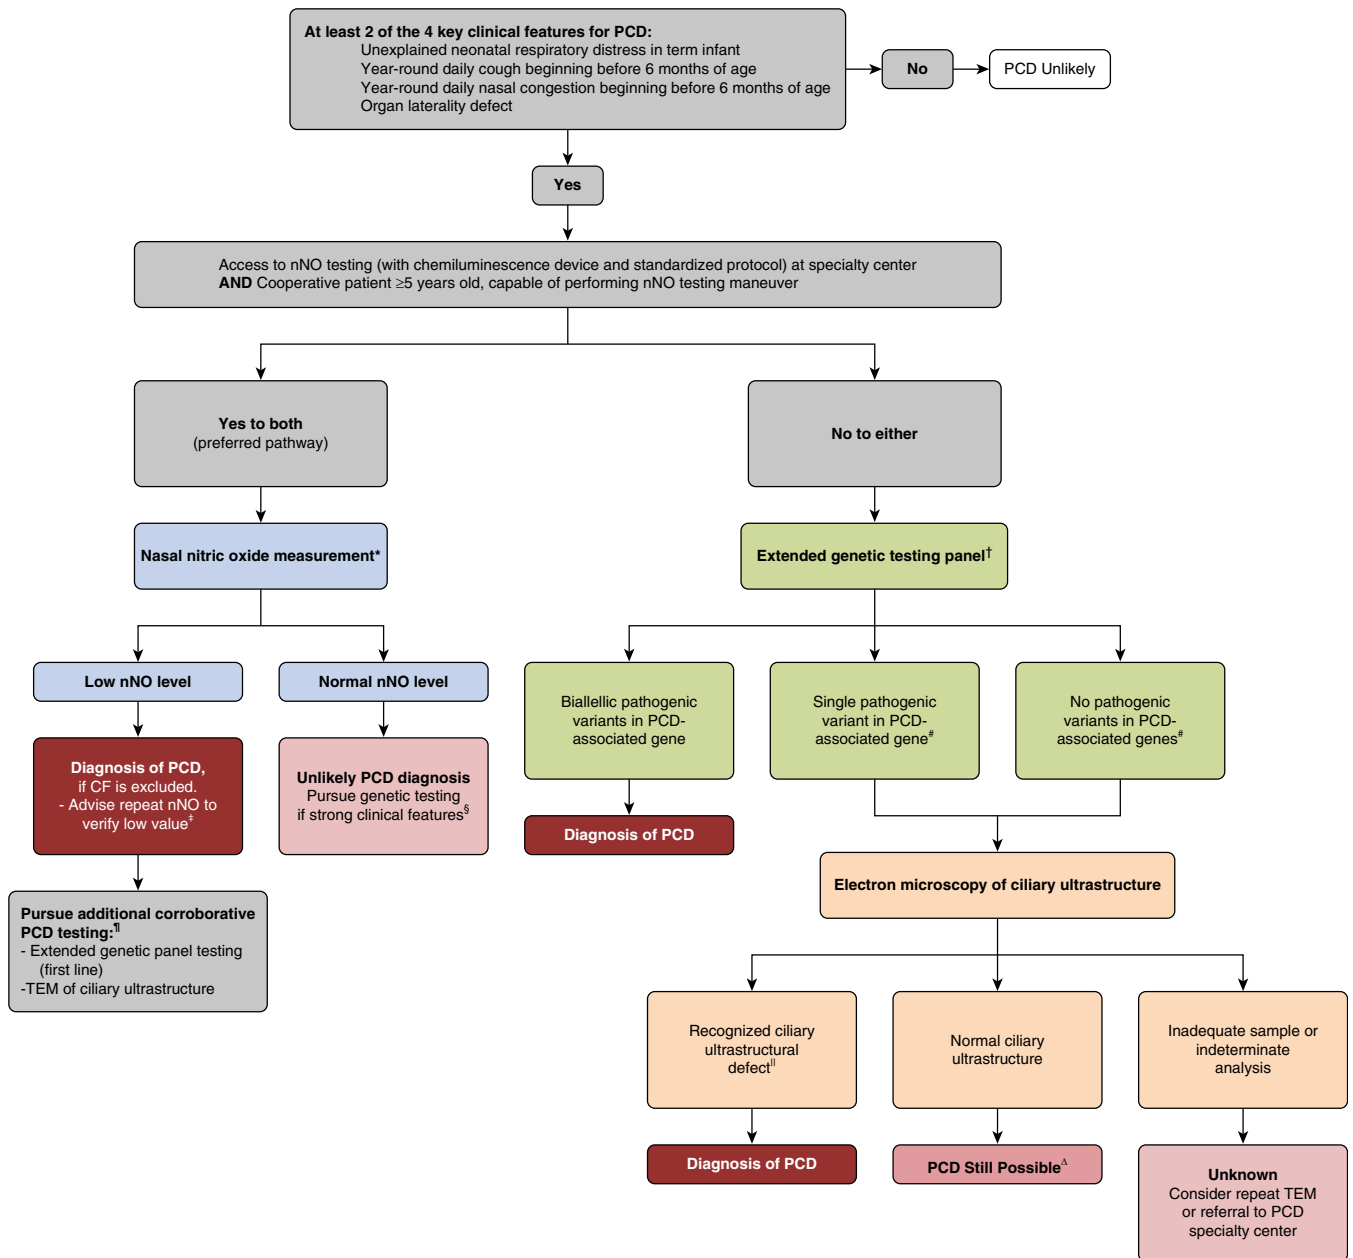 At least 2 of the 4 key clinical features for PCD:
Unexplained neonatal respiratory distress in term infant
Year-round daily cough beginning before 6 months of age
Year-round daily nasal congestion beginning before 6 months of age
Organ laterality defect
No
PCD Unlikely
Yes
Access to nNO testing (with chemiluminescence device and standardized protocol) at specialty center
AND Cooperative patient ≥5 years old, capable of performing nNO testing maneuver
Yes to both
(preferred pathway)
No to either
Nasal nitric oxide measurement*
Extended genetic testing panel†
Low nNO level
Normal nNO level
Biallellic pathogenic
variants in PCD-
associated gene
Single pathogenic
variant in PCD-
associated gene#
No pathogenic
variants in PCD-
associated genes#
Diagnosis of PCD,
if CF is excluded.
- Advise repeat nNO to
verify low value‡
Unlikely PCD diagnosis
Pursue genetic testing
if strong clinical features§
Diagnosis of PCD
Electron microscopy of ciliary ultrastructure
Pursue additional corroborative
PCD testing:¶
- Extended genetic panel testing
(first line)
-TEM of ciliary ultrastructure
Recognized ciliary
ultrastructural
defect||
Normal ciliary
ultrastructure
Inadequate sample or
indeterminate
analysis
Diagnosis of PCD
PCD Still Possible∆
Unknown
Consider repeat TEM
or referral to PCD
specialty center